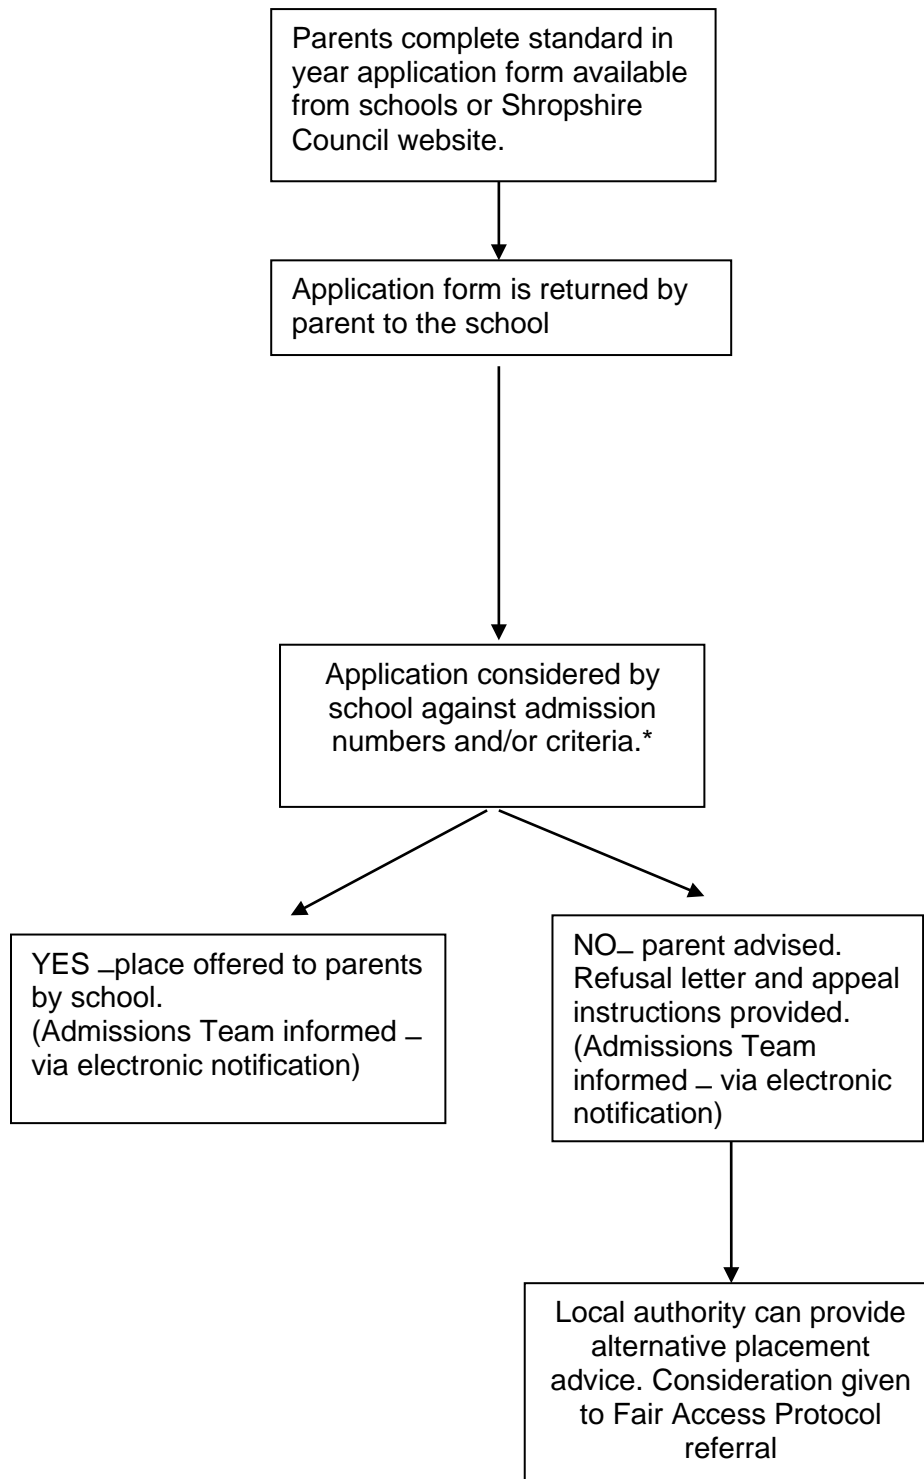 Parents complete standard in
year application form available
from schools or Shropshire
Council website.
Application form is returned by
parent to the school
Application considered by
school against admission
numbers and/or criteria.*
YES –place offered to parents
by school.
(Admissions Team informed –
via electronic notification)
NO– parent advised.
Refusal letter and appeal
instructions provided.
(Admissions Team
informed – via electronic
notification)
Local authority can provide
alternative placement
advice. Consideration given
to Fair Access Protocol
referral